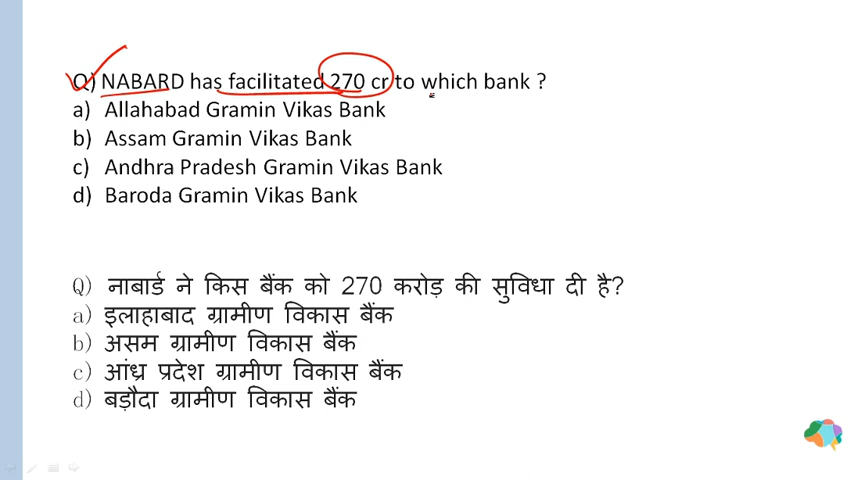 Q) NABARD has facilitated 270 cr to which bank ?
a) Allahabad Gramin Vikas Bank
b) Assam Gramin Vikas Bank
c) Andhra Pradesh Gramin Vikas Bank
d) Baroda Gramin Vikas Bank
Q) नाबार्ड ने किस बैंक को 270 करोड़ की सुविधा दी है?
a) इलाहाबाद ग्रामीण विकास बैंक
b) असम ग्रामीण विकास बैंक
c) आंध्र प्रदेश ग्रामीण विकास बैंक
d) बड़ौदा ग्रामीण विकास बैंक